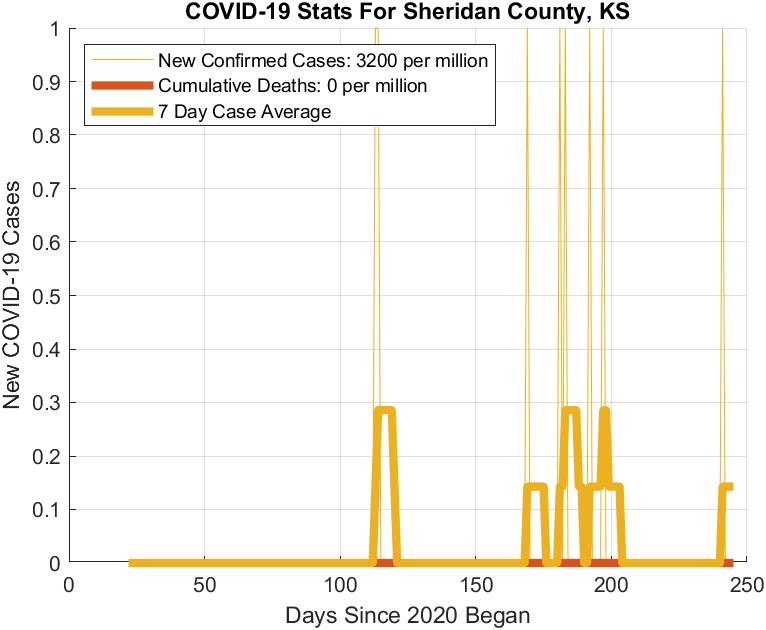 COVID-19 Stats For Sheridan County, KS
New Confirmed Cases: 3200 per million
Cumulative Deaths: 0 per million
7 Day Case Average
New COVID-19 Cases
1
0.9
0.8
0.7
0.6
0.5
0.4
0.3
0.2
0.1
0
0 50 100 150 200 250
Days Since 2020 Began